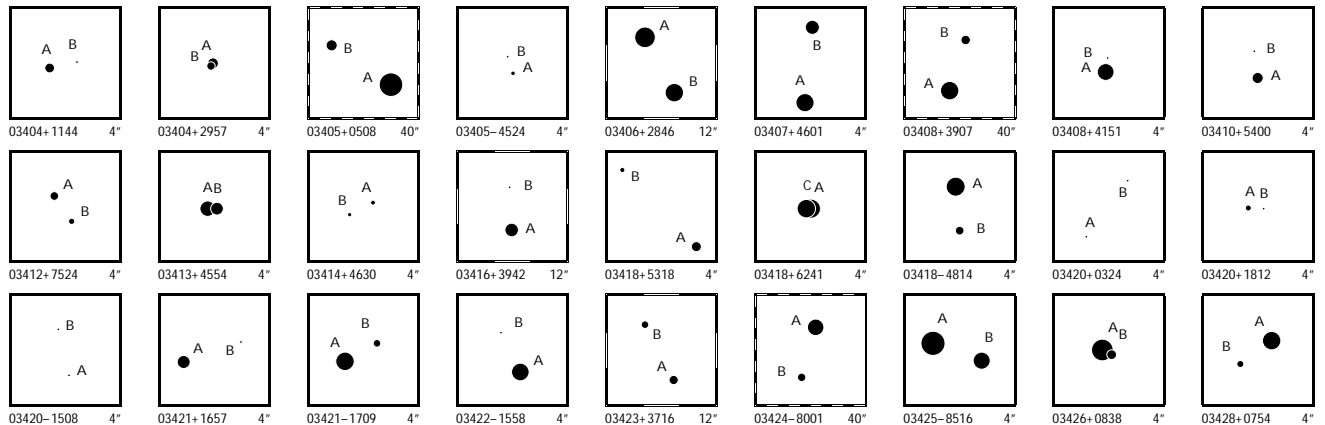 A B A B B A B A A B A B B A B A B A
03404+1144 4″ 03404+2957 4″ 03405+0508 40″ 03405−4524 4″ 03406+2846 12″ 03407+4601 4″ 03408+3907 40″ 03408+4151 4″ 03410+5400 4″
A B A B A B B A B A C A A B B A A B
03412+7524 4″ 03413+4554 4″ 03414+4630 4″ 03416+3942 12″ 03418+5318 4″ 03418+6241 4″ 03418−4814 4″ 03420+0324 4″ 03420+1812 4″
B A A B B A B A B A A B A B A B A B
03420−1508 4″ 03421+1657 4″ 03421−1709 4″ 03422−1558 4″ 03423+3716 12″ 03424−8001 40″ 03425−8516 4″ 03426+0838 4″ 03428+0754 4″